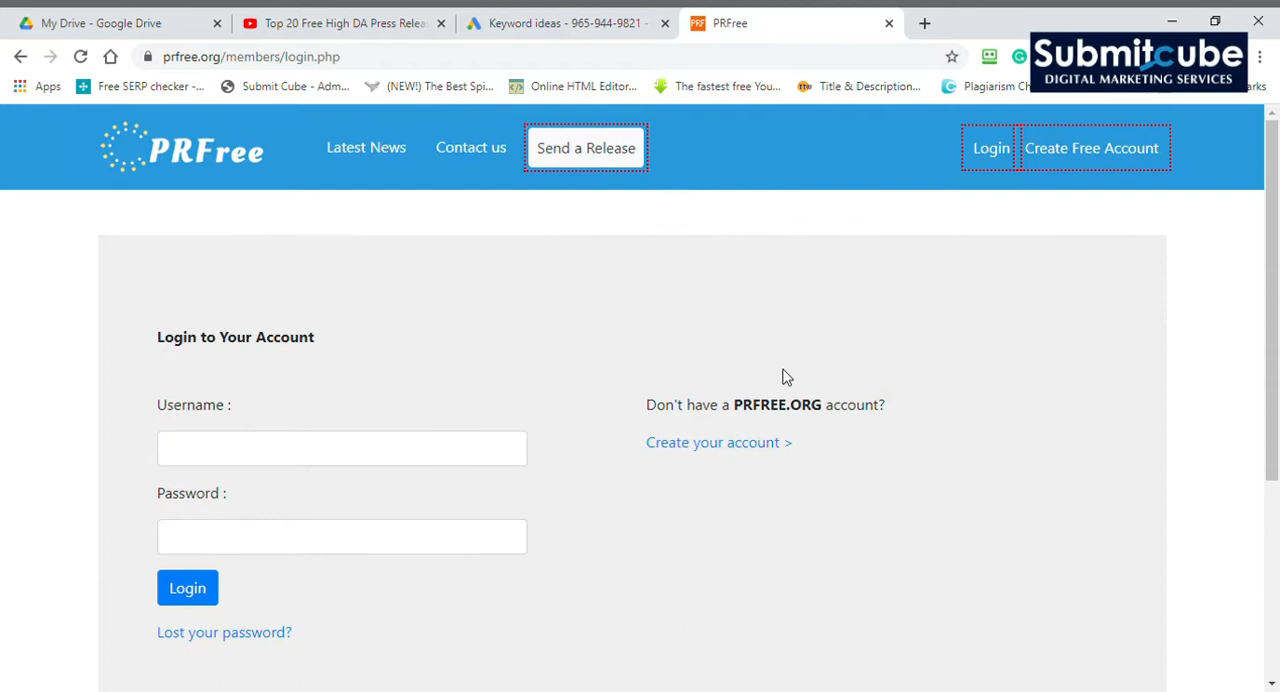 My Drive - Google Drive
Top 20 Free High DA Press Relea
Keyword ideas - 965-944-9821 -
PRF PRFree
prfree.org/members/login.php
SubmitCube
DIGITAL MARKETING SERVICES
Apps
Free SERP checker -...
Submit Cube - Adm...
(NEW!) The Best Spi...
Online HTML Editor...
The fastest free You...
Title & Description...
Plagiarism Ch
rks
PRFree
Latest News
Contact us
Send a Release
Login
Create Free Account
Login to Your Account
Username :
Don't have a PRFREE.ORG account?
Create your account >
Password :
Login
Lost your password?